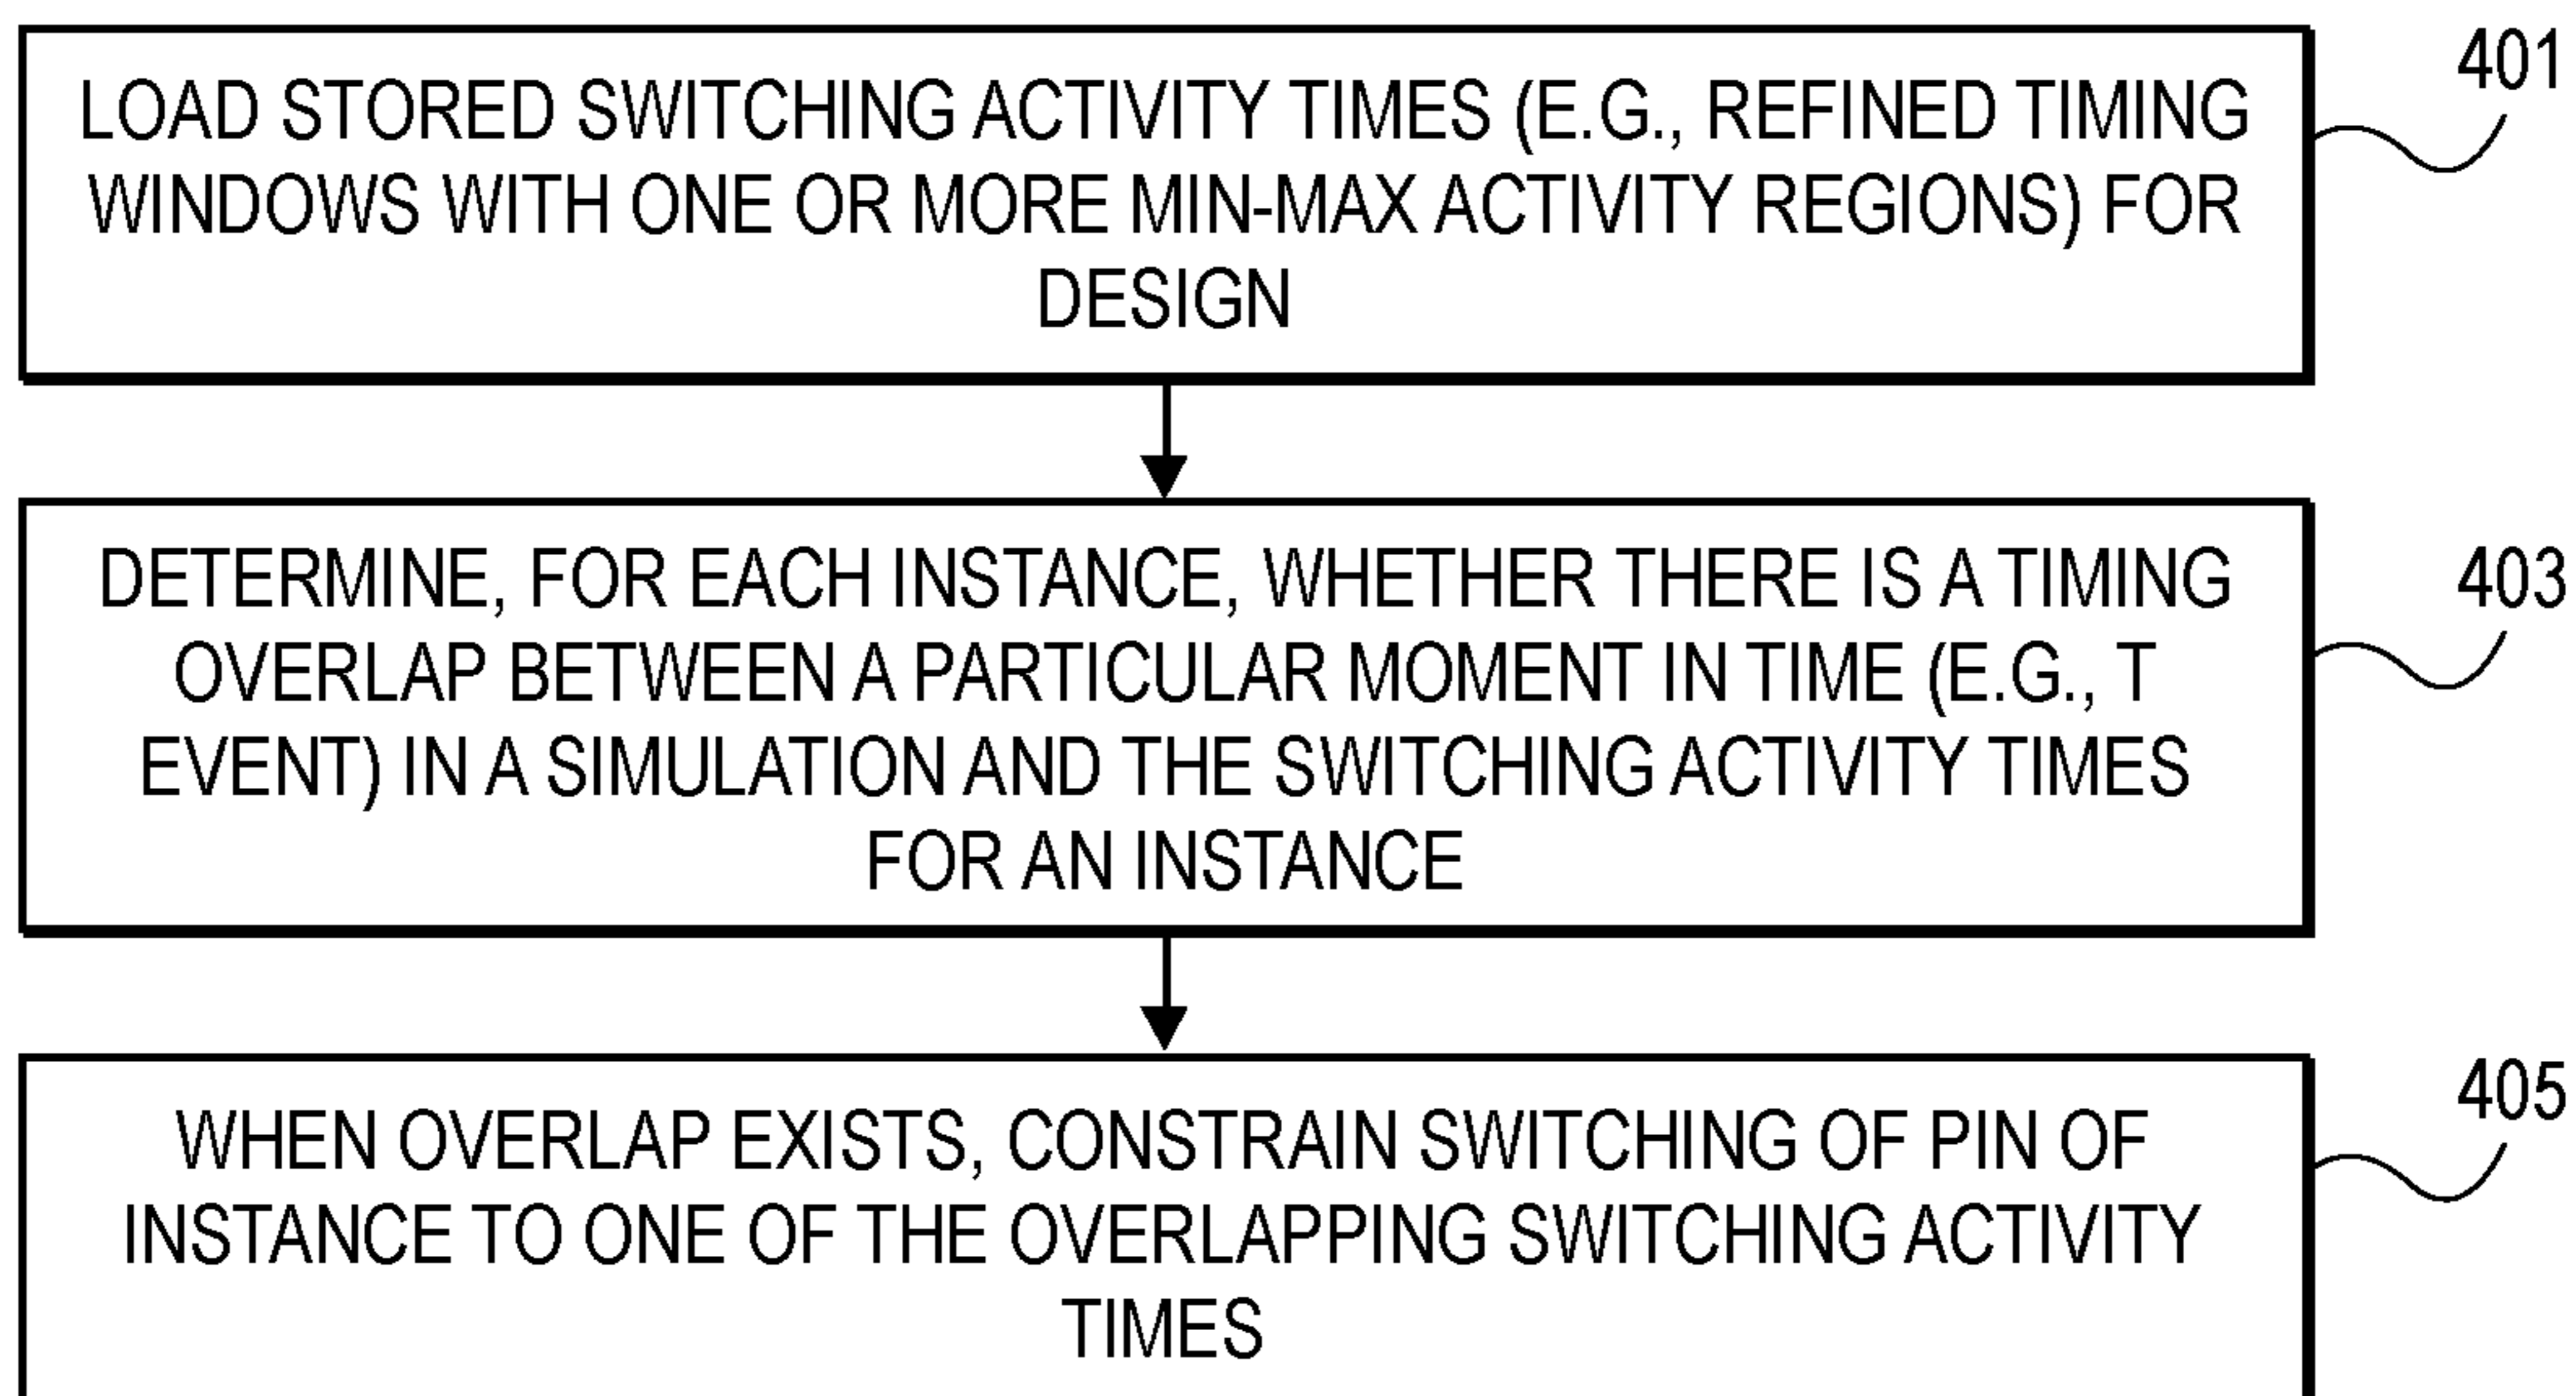 LOAD STORED SWITCHING ACTIVITY TIMES (E.G., REFINED TIMING
WINDOWS WITH ONE OR MORE MIN-MAX ACTIVITY REGIONS) FOR
DESIGN
401
DETERMINE, FOR EACH INSTANCE, WHETHER THERE IS A TIMING
OVERLAP BETWEEN A PARTICULAR MOMENT IN TIME (E.G., T
EVENT) IN A SIMULATION AND THE SWITCHING ACTIVITY TIMES
FOR AN INSTANCE
403
WHEN OVERLAP EXISTS, CONSTRAIN SWITCHING OF PIN OF
INSTANCE TO ONE OF THE OVERLAPPING SWITCHING ACTIVITY
TIMES
405